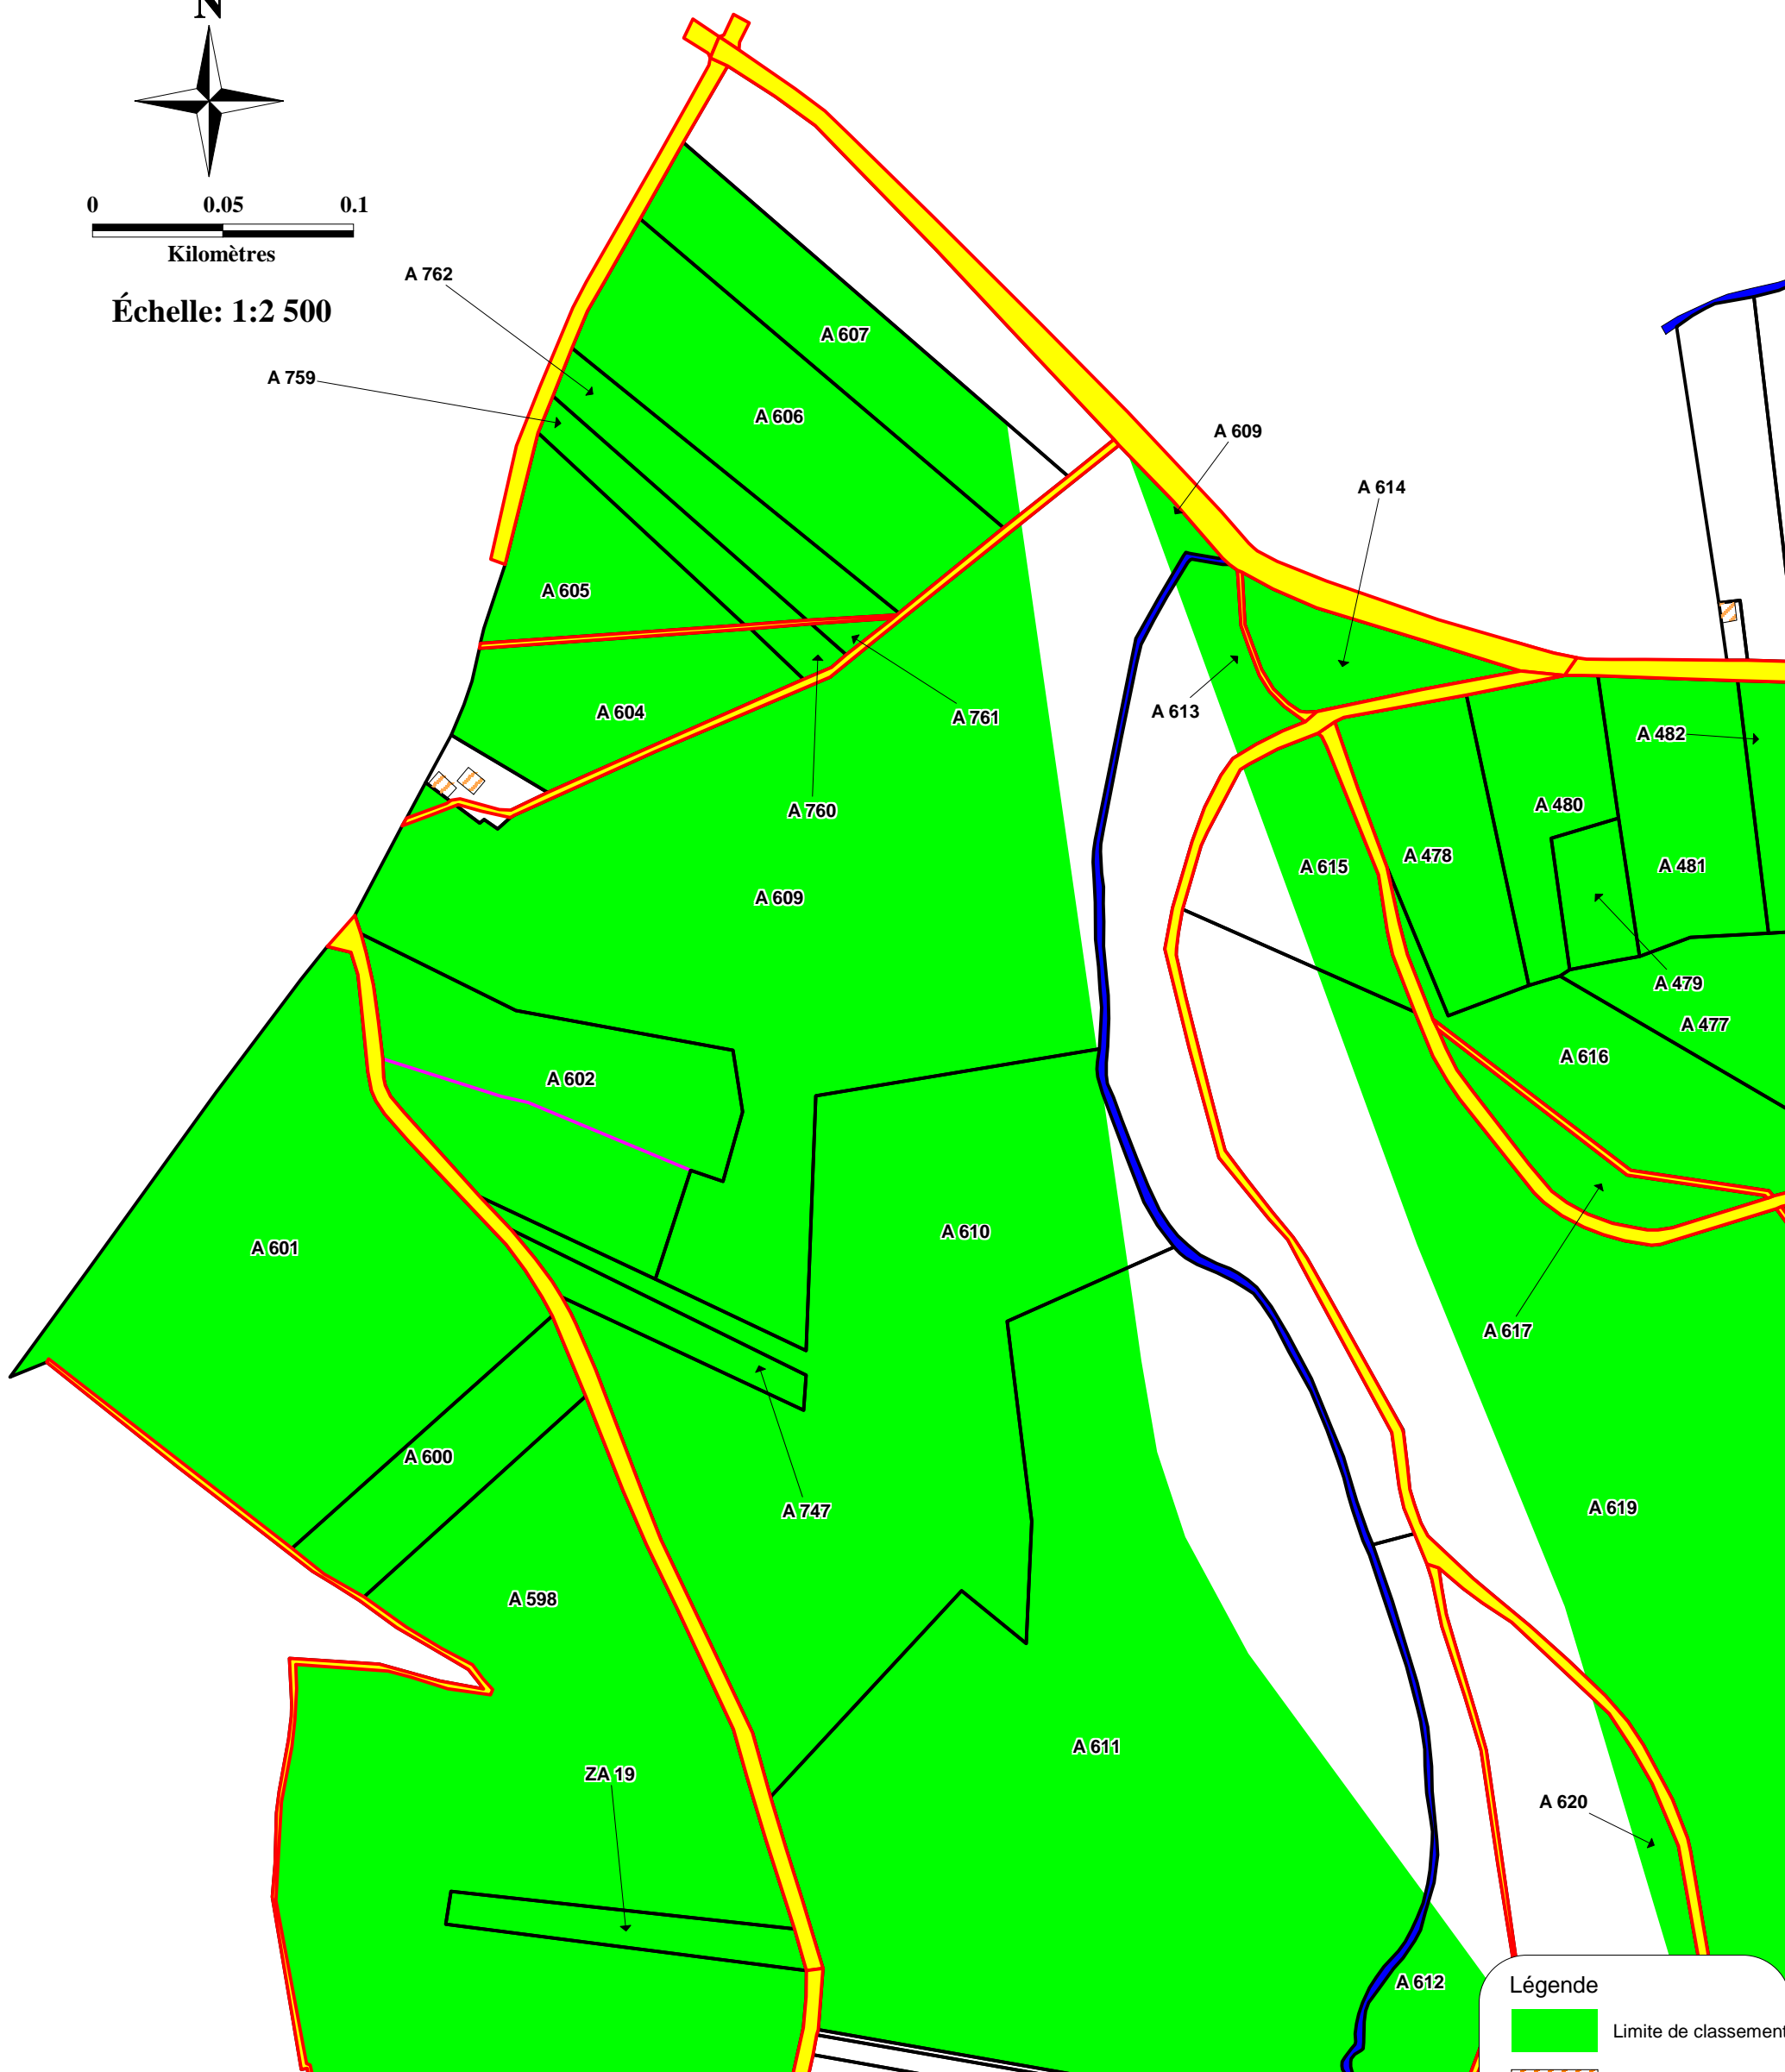 N
0 0.05 0.1
Kilomètres
Échelle: 1:2 500
A 762
A 759
A 607
A 606
A 609
A 614
A 605
A 604
A 761
A 613
A 482
A 760
A 480
A 478
A 615
A 481
A 609
A 479
A 477
A 616
A 602
A 610
A 601
A 617
A 600
A 747
A 619
A 598
A 611
ZA 19
A 620
A 612
Légende
Limite de classement